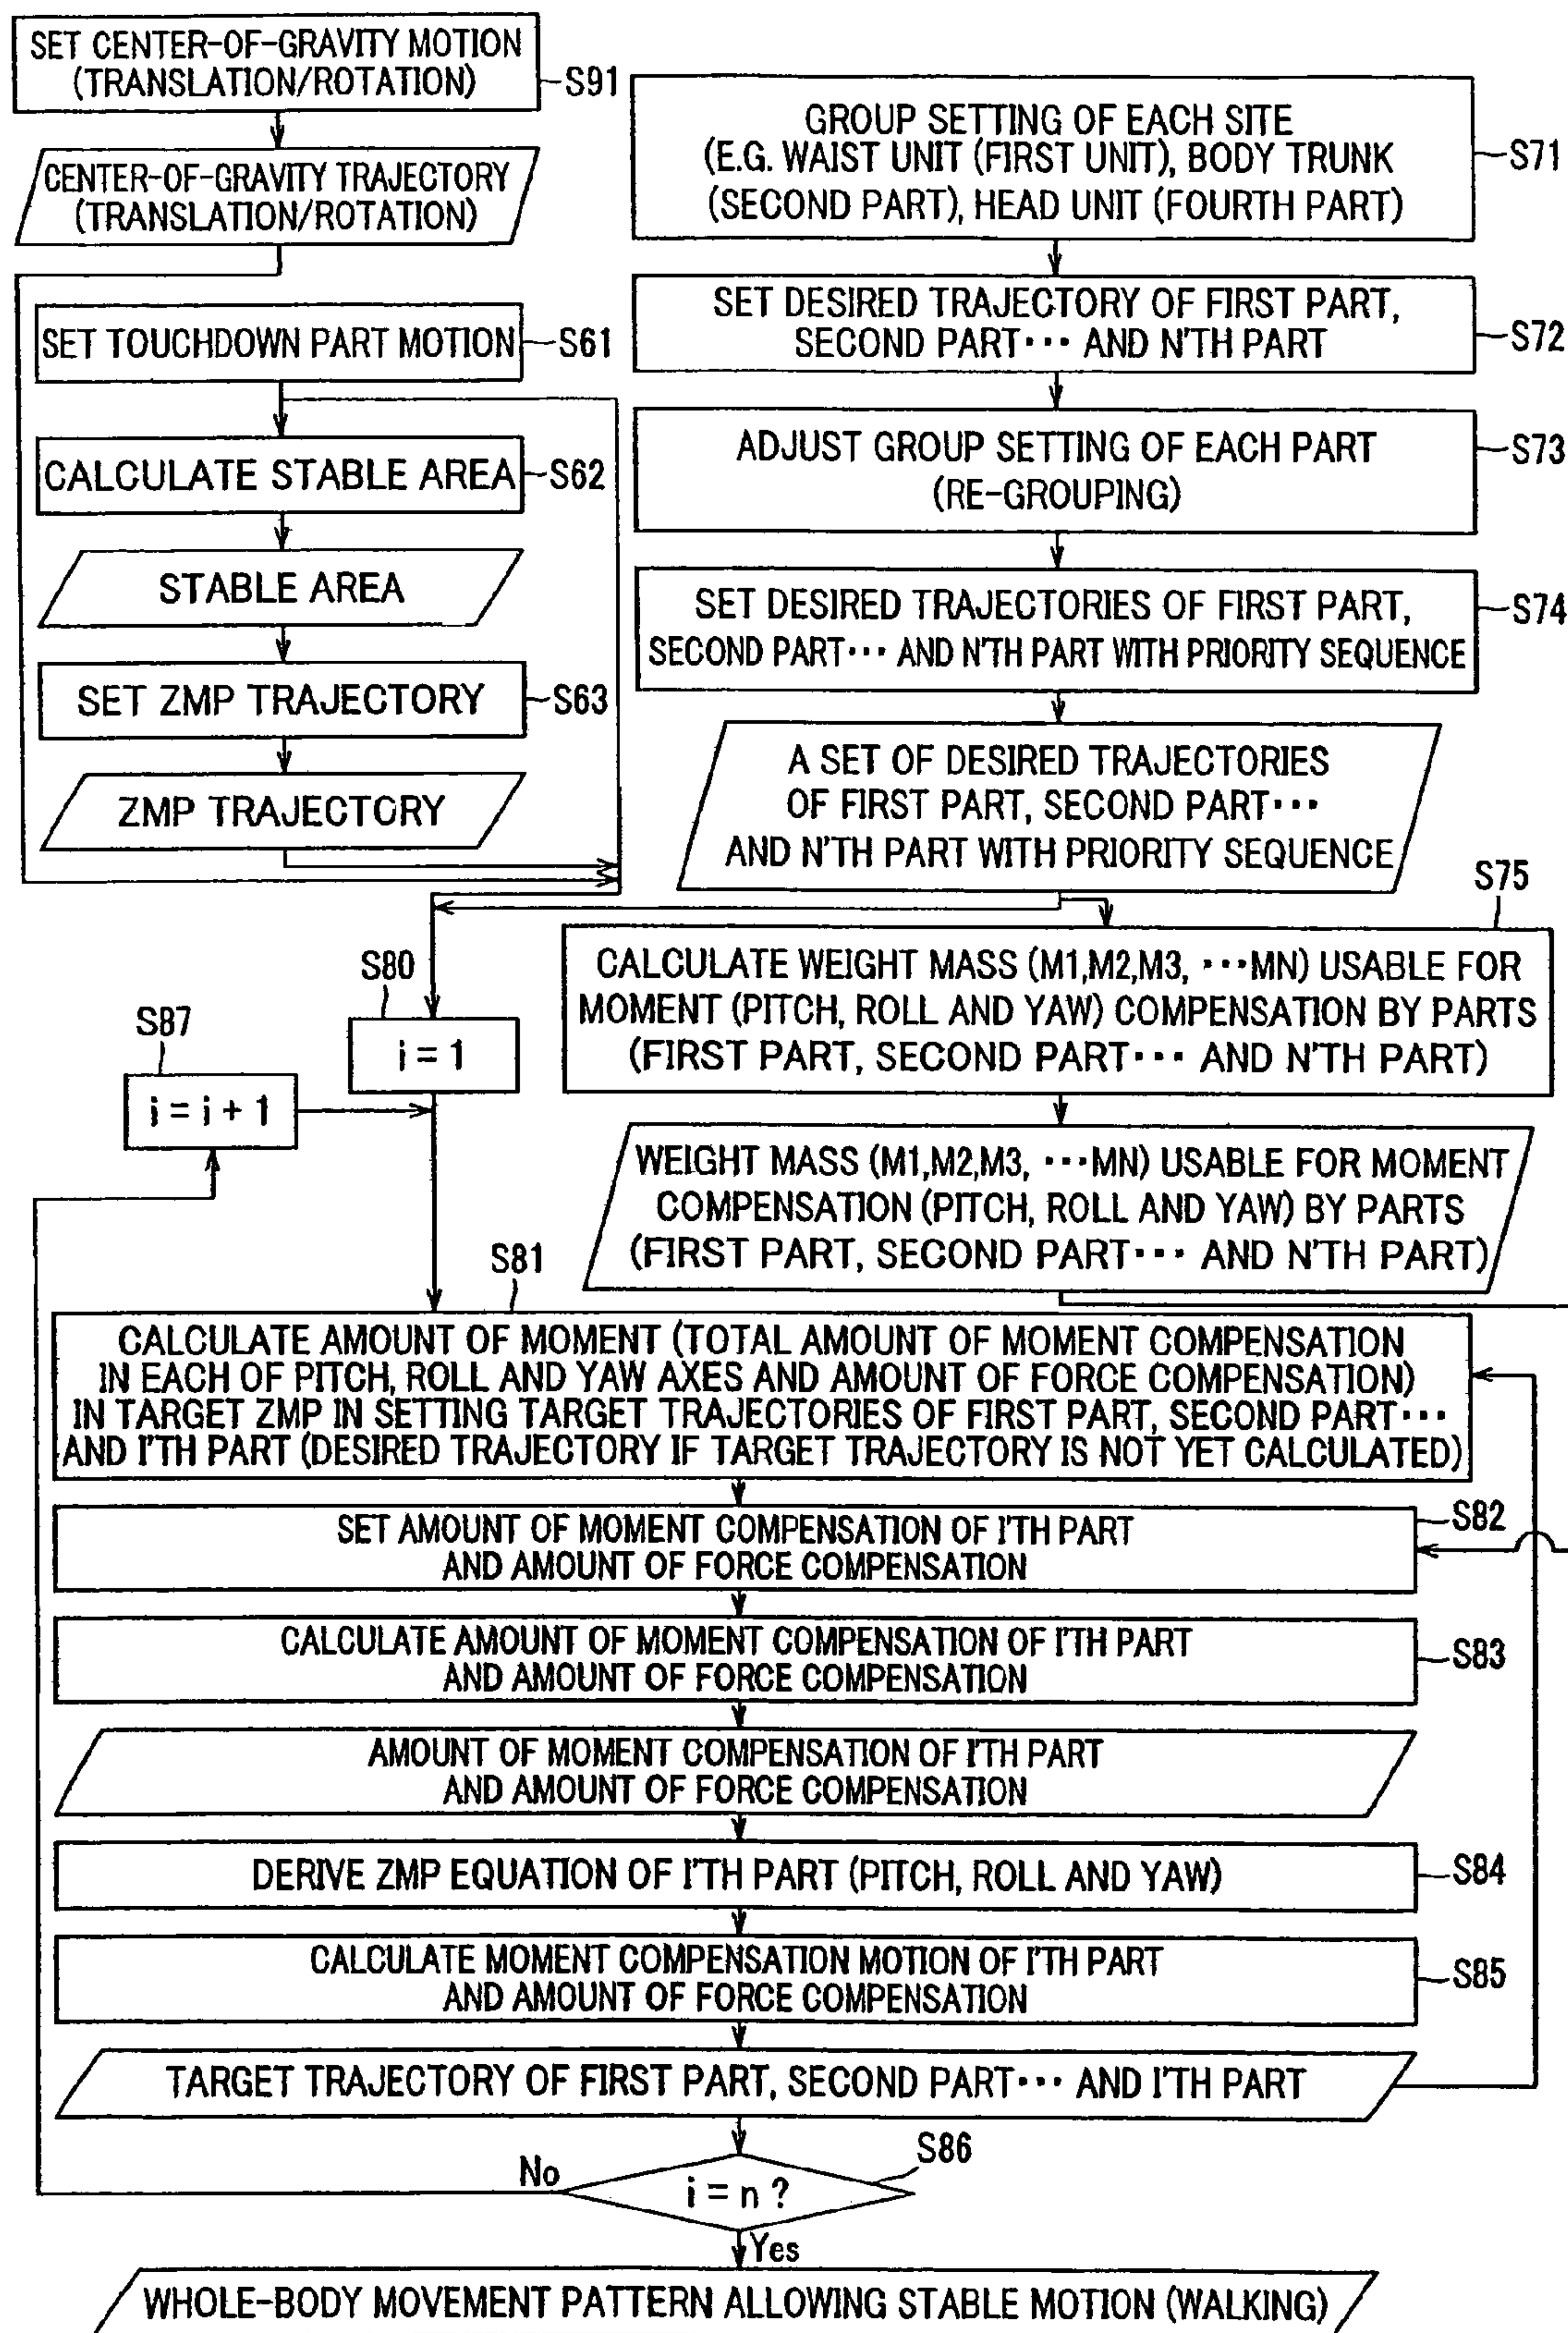 SET CENTER-OF-GRAVITY MOTION
(TRANSLATION/ROTATION)
S91
CENTER-OF-GRAVITY TRAJECTORY
(TRANSLATION/ROTATION)
SET TOUCHDOWN PART MOTION
S61
CALCULATE STABLE AREA
S62
STABLE AREA
SET ZMP TRAJECTORY
S63
ZMP TRAJECTORY
GROUP SETTING OF EACH SITE
(E.G. WAIST UNIT (FIRST UNIT), BODY TRUNK
(SECOND PART), HEAD UNIT (FOURTH PART)
S71
SET DESIRED TRAJECTORY OF FIRST PART,
SECOND PART··· AND N'TH PART
S72
ADJUST GROUP SETTING OF EACH PART
(RE-GROUPING)
S73
SET DESIRED TRAJECTORIES OF FIRST PART,
SECOND PART··· AND N'TH PART WITH PRIORITY SEQUENCE
S74
A SET OF DESIRED TRAJECTORIES
OF FIRST PART, SECOND PART···
AND N'TH PART WITH PRIORITY SEQUENCE
S75
CALCULATE WEIGHT MASS (M1,M2,M3, ···MN) USABLE FOR
MOMENT (PITCH, ROLL AND YAW) COMPENSATION BY PARTS
(FIRST PART, SECOND PART··· AND N'TH PART)
WEIGHT MASS (M1,M2,M3, ···MN) USABLE FOR MOMENT
COMPENSATION (PITCH, ROLL AND YAW) BY PARTS
(FIRST PART, SECOND PART··· AND N'TH PART)
S80
i = 1
S87
i = i + 1
S81
CALCULATE AMOUNT OF MOMENT (TOTAL AMOUNT OF MOMENT COMPENSATION
IN EACH OF PITCH, ROLL AND YAW AXES AND AMOUNT OF FORCE COMPENSATION)
IN TARGET ZMP IN SETTING TARGET TRAJECTORIES OF FIRST PART, SECOND PART···
AND I'TH PART (DESIRED TRAJECTORY IF TARGET TRAJECTORY IS NOT YET CALCULATED)
SET AMOUNT OF MOMENT COMPENSATION OF I'TH PART
AND AMOUNT OF FORCE COMPENSATION
S82
CALCULATE AMOUNT OF MOMENT COMPENSATION OF I'TH PART
AND AMOUNT OF FORCE COMPENSATION
S83
AMOUNT OF MOMENT COMPENSATION OF I'TH PART
AND AMOUNT OF FORCE COMPENSATION
DERIVE ZMP EQUATION OF I'TH PART (PITCH, ROLL AND YAW)
S84
CALCULATE MOMENT COMPENSATION MOTION OF I'TH PART
AND AMOUNT OF FORCE COMPENSATION
S85
TARGET TRAJECTORY OF FIRST PART, SECOND PART··· AND I'TH PART
S86
No
i = n ?
Yes
WHOLE-BODY MOVEMENT PATTERN ALLOWING STABLE MOTION (WALKING)